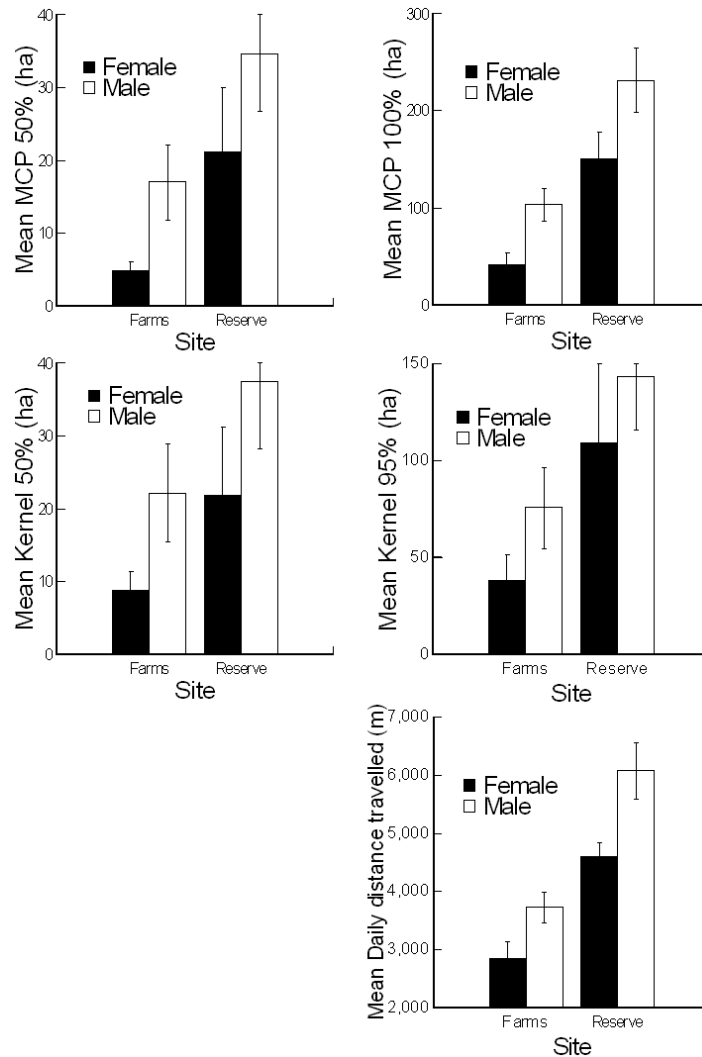 Mean MCP 50% (ha)
40
30
20
10
0
Female
Male
Farms
Reserve
Site
Mean MCP 100% (ha)
300
200
100
0
Female
Male
Farms
Reserve
Site
Mean Kernel 50% (ha)
40
30
20
10
0
Female
Male
Farms
Reserve
Site
Mean Kernel 95% (ha)
150
100
50
0
Female
Male
Farms
Reserve
Site
Mean Daily distance travelled (m)
7,000
6,000
5,000
4,000
3,000
2,000
Female
Male
Farms
Reserve
Site